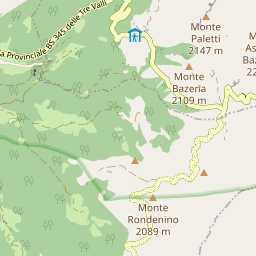 Monte
Paletti
2147 m
Provinciale BS 345 delle Tre Valli
Monte
Bazena
2109 m
Monte
Rondenino
2089 m